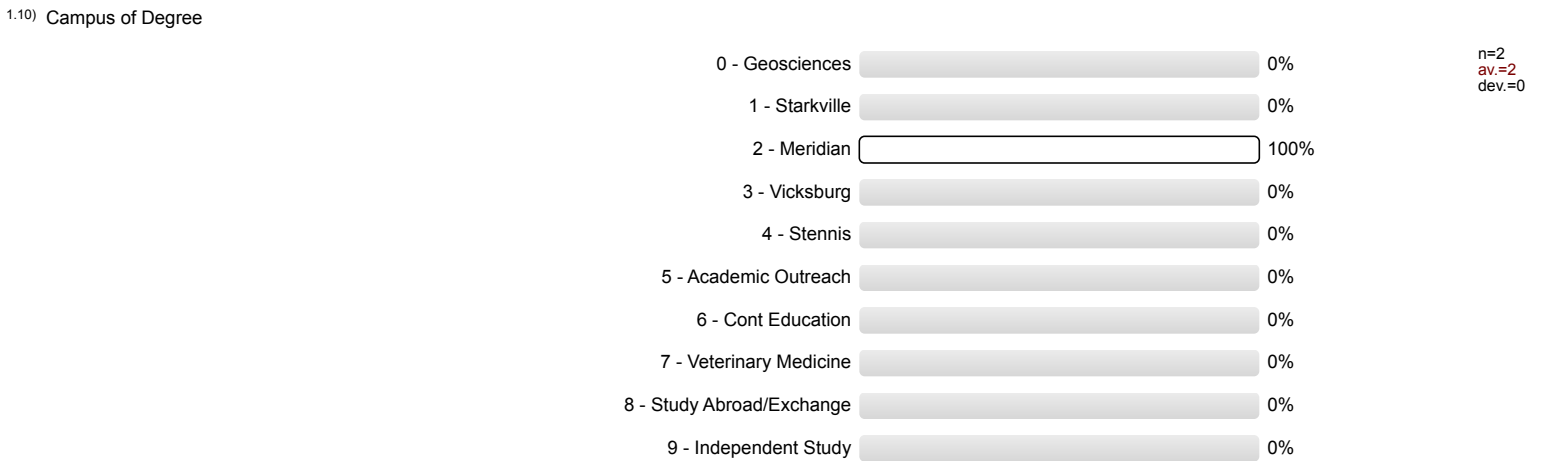 1.10) Campus of Degree
0 - Geosciences 0%
n=2
av.=2
dev.=0
1 - Starkville 0%
2 - Meridian 100%
3 - Vicksburg 0%
4 - Stennis 0%
5 - Academic Outreach 0%
6 - Cont Education 0%
7 - Veterinary Medicine 0%
8 - Study Abroad/Exchange 0%
9 - Independent Study 0%